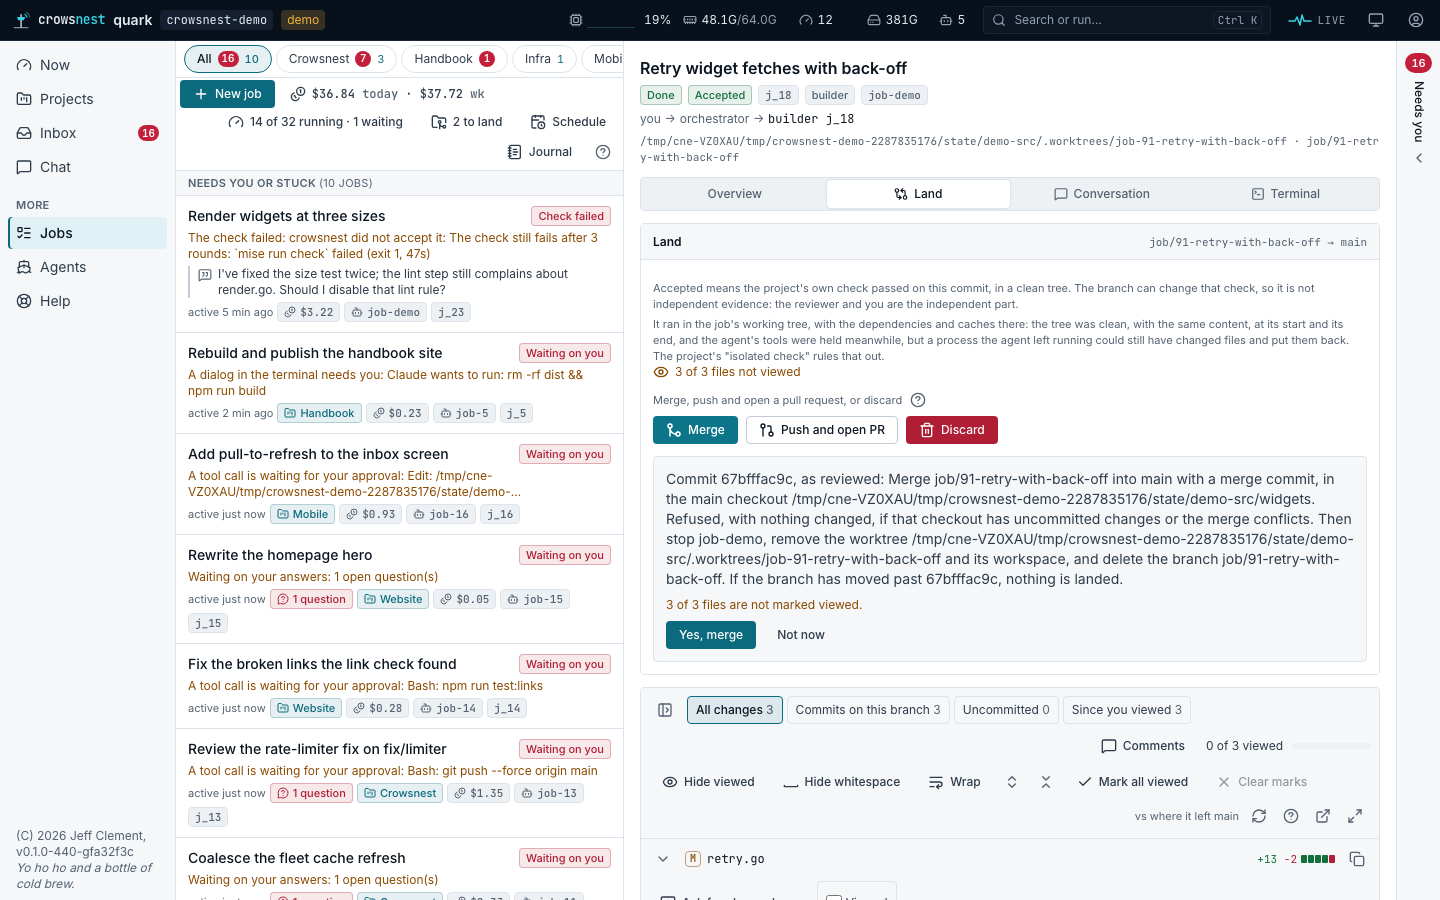 crowsnest quark crowsnest-demo demo 19% 48.1G/64.0G 12 381G 5 Search or run... Ctrl K LIVE
Now
Projects
Inbox 16
Chat
MORE
Jobs
Agents
Help
(C) 2026 Jeff Clement,
v0.1.0-440-gfa32f3c
Yo ho ho and a bottle of
cold brew.
All 16 10 Crowsnest 7 3 Handbook 1 Infra 1 Mobi
New job $36.84 today · $37.72 wk
14 of 32 running · 1 waiting 2 to land Schedule
Journal
NEEDS YOU OR STUCK (10 JOBS)
Render widgets at three sizes Check failed
The check failed: crowsnest did not accept it: The check still fails after 3
rounds: `mise run check` failed (exit 1, 47s)
I've fixed the size test twice; the lint step still complains about
render.go. Should I disable that lint rule?
active 5 min ago $3.22 job-demo j_23
Rebuild and publish the handbook site Waiting on you
A dialog in the terminal needs you: Claude wants to run: rm -rf dist &&
npm run build
active 2 min ago Handbook $0.23 job-5 j_5
Add pull-to-refresh to the inbox screen Waiting on you
A tool call is waiting for your approval: Edit: /tmp/cne-
VZ0XAU/tmp/crowsnest-demo-2287835176/state/demo-...
active just now Mobile $0.93 job-16 j_16
Rewrite the homepage hero Waiting on you
Waiting on your answers: 1 open question(s)
active just now 1 question Website $0.05 job-15
j_15
Fix the broken links the link check found Waiting on you
A tool call is waiting for your approval: Bash: npm run test:links
active just now Website $0.28 job-14 j_14
Review the rate-limiter fix on fix/limiter Waiting on you
A tool call is waiting for your approval: Bash: git push --force origin main
active just now 1 question Crowsnest $1.35 job-13
j_13
Coalesce the fleet cache refresh Waiting on you
Waiting on your answers: 1 open question(s)
Retry widget fetches with back-off
Done Accepted j_18 builder job-demo
you → orchestrator → builder j_18
/tmp/cne-VZ0XAU/tmp/crowsnest-demo-2287835176/state/demo-src/.worktrees/job-91-retry-with-back-off · job/91-retr
y-with-back-off
Overview Land Conversation Terminal
Land job/91-retry-with-back-off → main
Accepted means the project's own check passed on this commit, in a clean tree. The branch can change that check, so it is not
independent evidence: the reviewer and you are the independent part.
It ran in the job's working tree, with the dependencies and caches there: the tree was clean, with the same content, at its start and its
end, and the agent's tools were held meanwhile, but a process the agent left running could still have changed files and put them back.
The project's "isolated check" rules that out.
3 of 3 files not viewed
Merge, push and open a pull request, or discard
Merge Push and open PR Discard
Commit 67bfffac9c, as reviewed: Merge job/91-retry-with-back-off into main with a merge commit, in
the main checkout /tmp/cne-VZ0XAU/tmp/crowsnest-demo-2287835176/state/demo-src/widgets.
Refused, with nothing changed, if that checkout has uncommitted changes or the merge conflicts. Then
stop job-demo, remove the worktree /tmp/cne-VZ0XAU/tmp/crowsnest-demo-2287835176/state/demo-
src/.worktrees/job-91-retry-with-back-off and its workspace, and delete the branch job/91-retry-with-
back-off. If the branch has moved past 67bfffac9c, nothing is landed.
3 of 3 files are not marked viewed.
Yes, merge Not now
All changes 3 Commits on this branch 3 Uncommitted 0 Since you viewed 3
Comments 0 of 3 viewed
Hide viewed Hide whitespace Wrap Mark all viewed Clear marks
vs where it left main
M retry.go +13 -2
16
Needs you